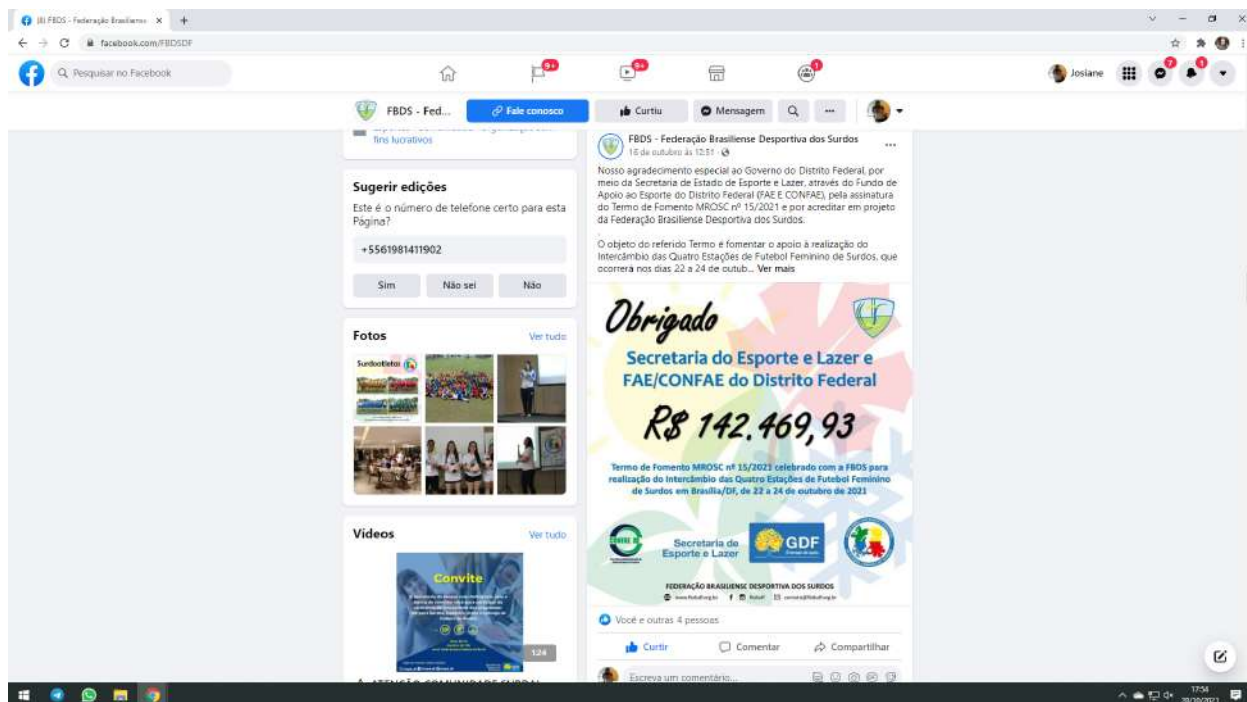 (8) FBDS - Federação Brasiliense
facebook.com/FBDSDF
Pesquisar no Facebook
9+
9+
1
Josiane
7
1
FBDS - Fed...
Fale conosco
Curtiu
Mensagem
fins lucrativos
Sugerir edições
Este é o número de telefone certo para esta
Página?
+5561981411902
Sim
Não sei
Não
Fotos
Ver tudo
Surdoatletas
Vídeos
Ver tudo
Convite
1:24
FBDS - Federação Brasiliense Desportiva dos Surdos
16 de outubro às 12:51
Nosso agradecimento especial ao Governo do Distrito Federal, por
meio da Secretaria de Estado de Esporte e Lazer, através do Fundo de
Apoio ao Esporte do Distrito Federal (FAE E CONFAE), pela assinatura
do Termo de Fomento MROSC nº 15/2021 e por acreditar em projeto
da Federação Brasiliense Desportiva dos Surdos.
.
O objeto do referido Termo é fomentar o apoio à realização do
Intercâmbio das Quatro Estações de Futebol Feminino de Surdos, que
ocorrerá nos dias 22 a 24 de outub... Ver mais
Obrigado
Secretaria do Esporte e Lazer e
FAE/CONFAE do Distrito Federal
R$ 142.469,93
Termo de Fomento MROSC nº 15/2021 celebrado com a FBDS para
realização do Intercâmbio das Quatro Estações de Futebol Feminino
de Surdos em Brasília/DF, de 22 a 24 de outubro de 2021
Secretaria de
Esporte e Lazer
GDF
FEDERAÇÃO BRASILIENSE DESPORTIVA DOS SURDOS
Você e outras 4 pessoas
Curtir
Comentar
Compartilhar
Escreva um comentário...
17:54